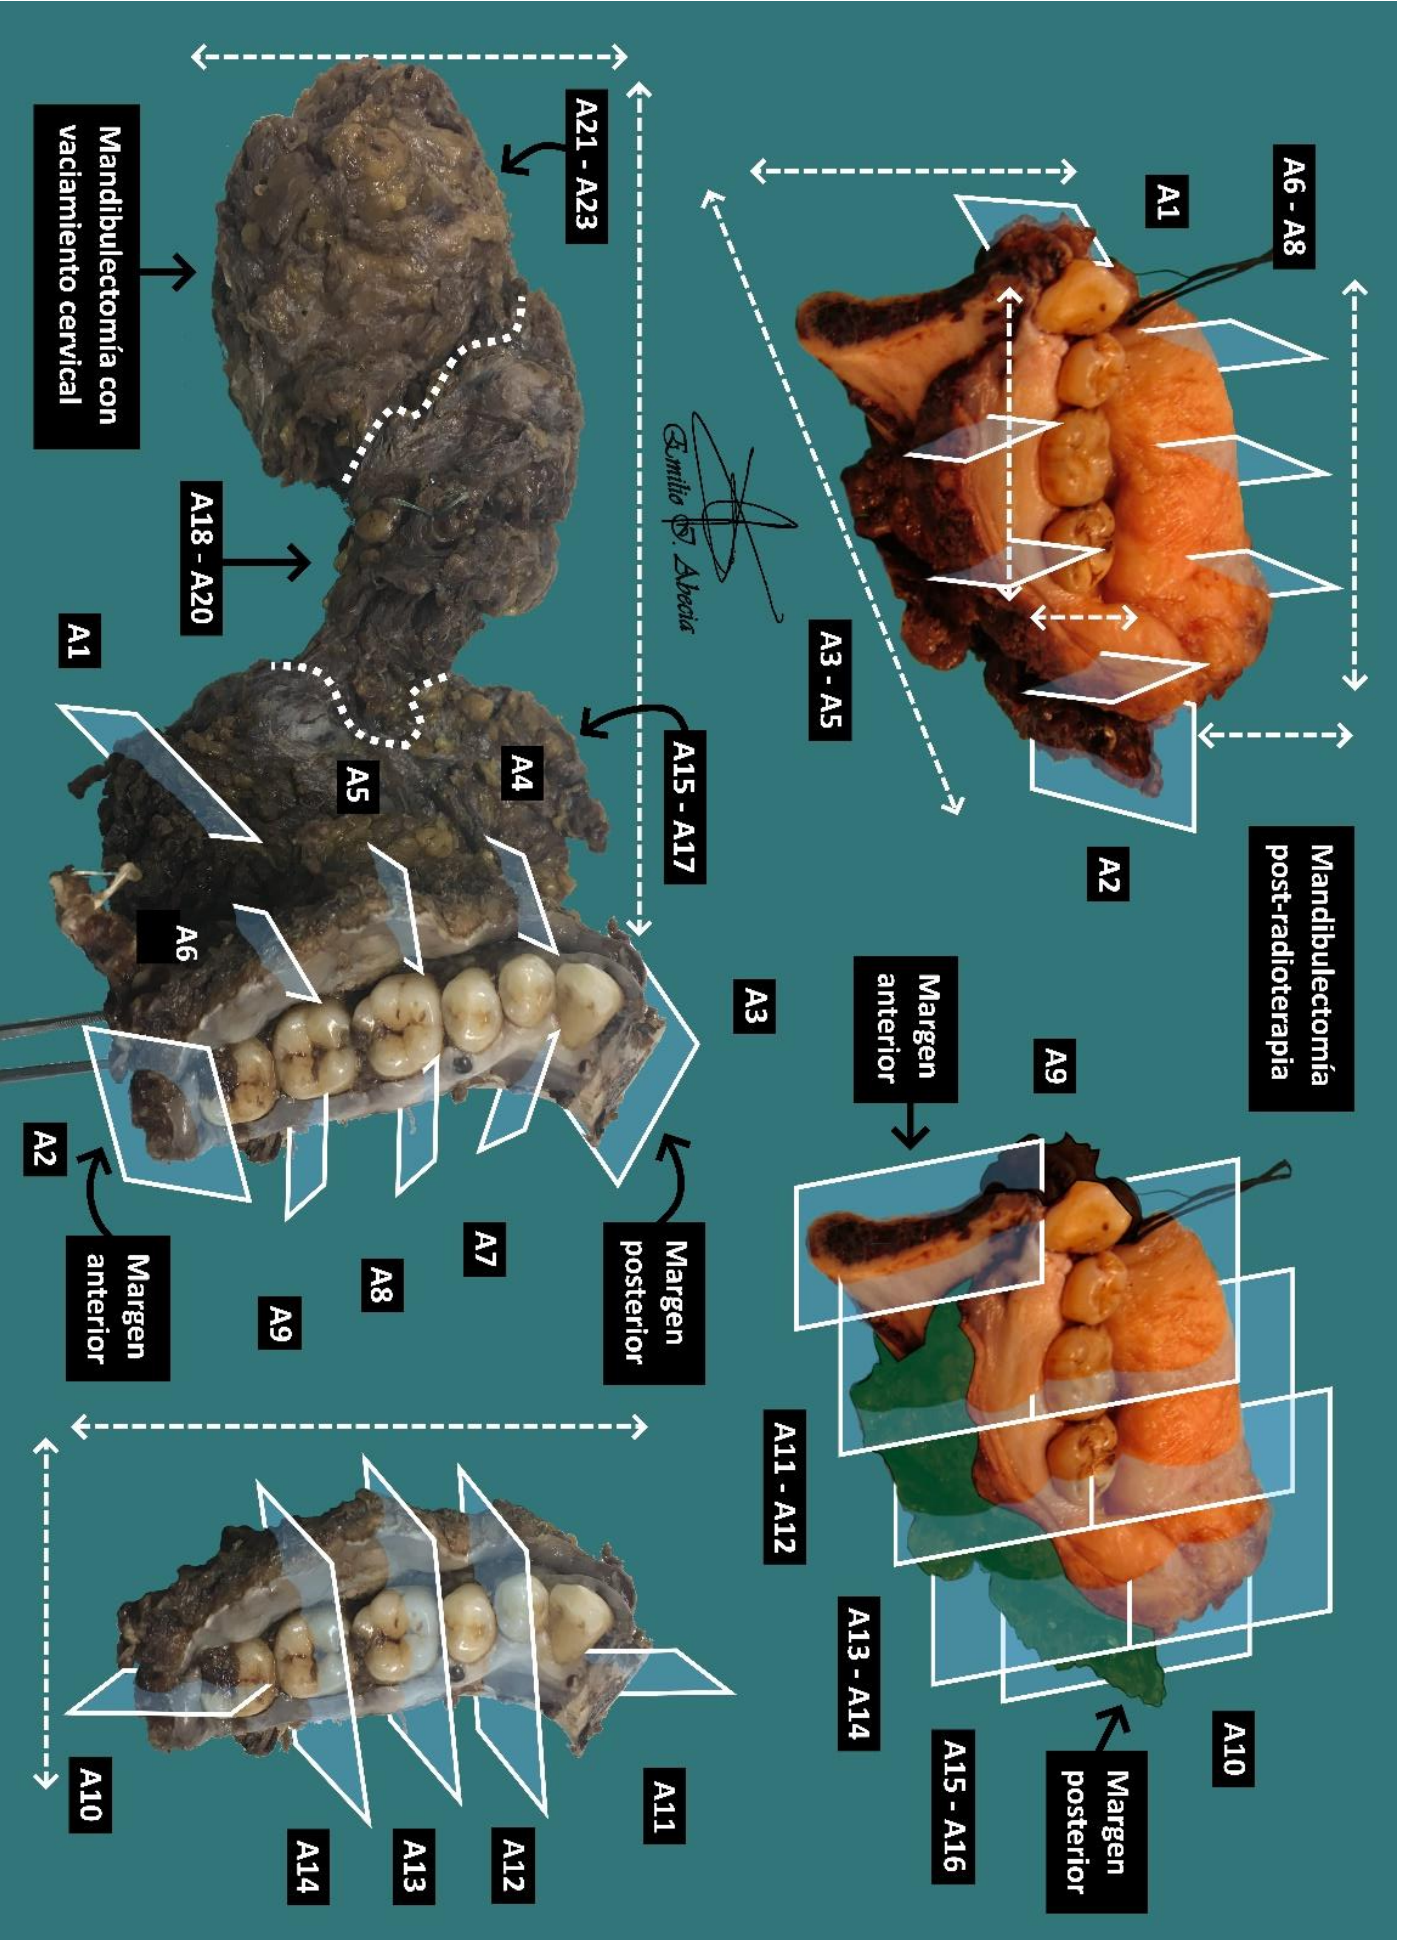 A6 - A8
A1
Mandibulectomía
post-radioterapia
A2
A3 - A5
Emilio J. Abecia
A9
Margen
anterior
A11 - A12
A13 - A14
A15 - A16
A10
Margen
posterior
A21 - A23
Mandibulectomía con
vaciamiento cervical
A18 - A20
A15 - A17
A1
A5
A4
A6
A3
A2
Margen
anterior
Margen
posterior
A7
A8
A9
A10
A11
A12
A13
A14